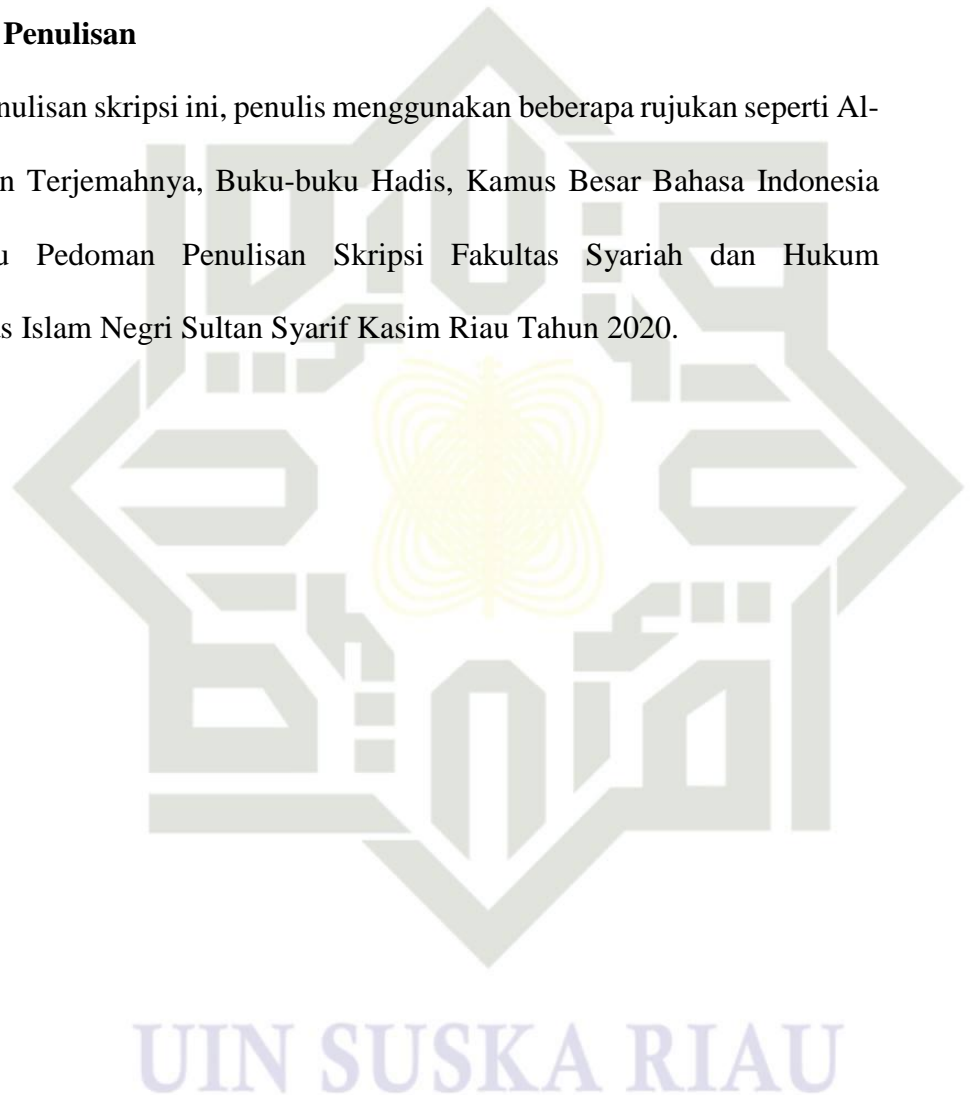 Penulisan
nulisan skripsi ini, penulis menggunakan beberapa rujukan seperti Al-
n Terjemahnya, Buku-buku Hadis, Kamus Besar Bahasa Indonesia
u Pedoman Penulisan Skripsi Fakultas Syariah dan Hukum
s Islam Negri Sultan Syarif Kasim Riau Tahun 2020.
UIN SUSKA RIAU